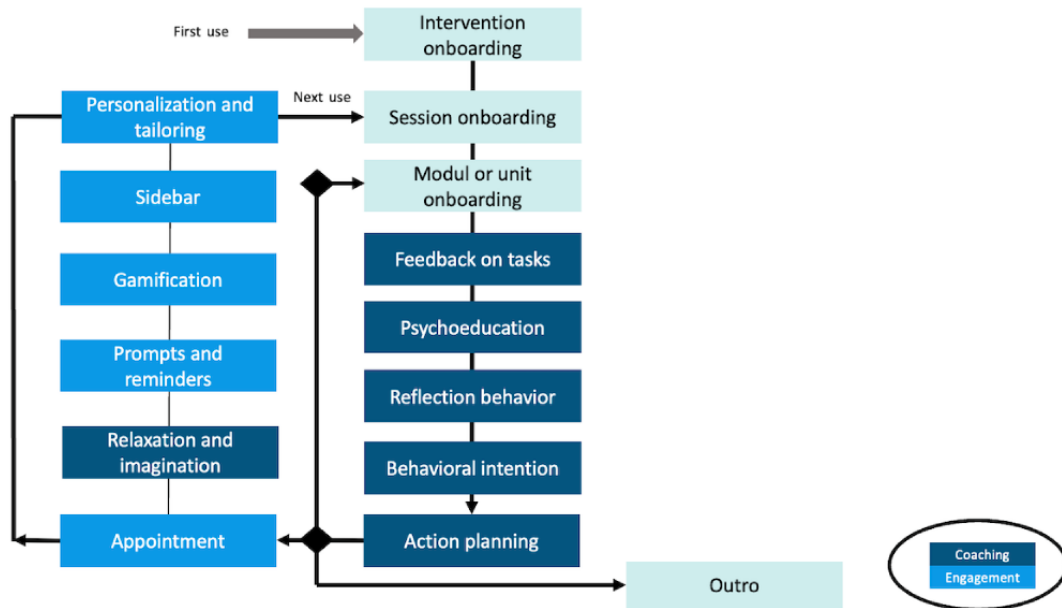 First use
Intervention
onboarding
Personalization and
tailoring
Next use
Session onboarding
Sidebar
Modul or unit
onboarding
Gamification
Feedback on tasks
Prompts and
reminders
Psychoeducation
Relaxation and
imagination
Reflection behavior
Behavioral intention
Appointment
Action planning
Outro
Coaching
Engagement